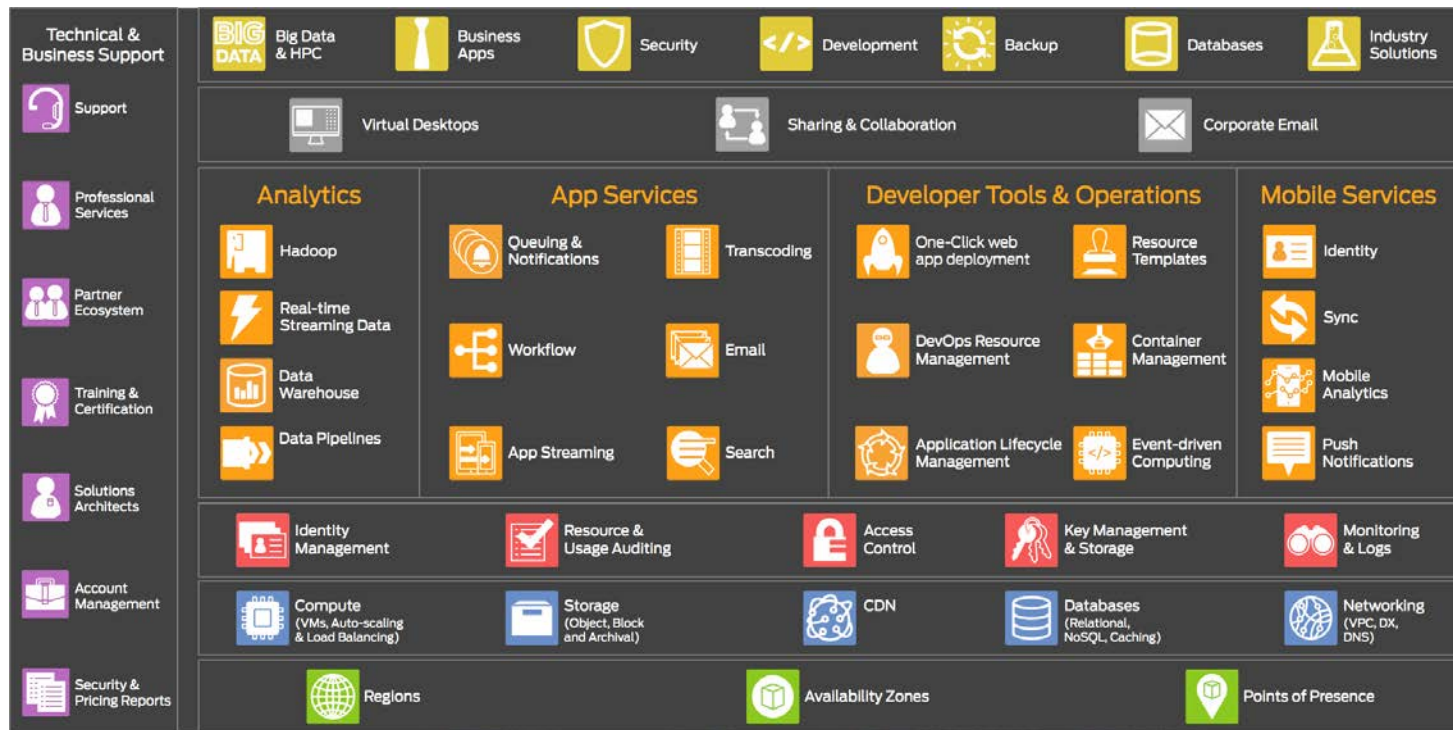 Technical &
Business Support
Support
Professional
Services
Partner
Ecosystem
Training &
Certification
Solutions
Architects
Account
Management
Security &
Pricing Reports
BIG
DATA
Big Data
& HPC
Business
Apps
Security
</>
Development
Backup
Databases
Industry
Solutions
Virtual Desktops
Sharing & Collaboration
Corporate Email
Analytics
Hadoop
Real-time
Streaming Data
Data
Warehouse
Data Pipelines
App Services
Queuing &
Notifications
Transcoding
Workflow
Email
App Streaming
Search
Developer Tools & Operations
One-Click web
app deployment
Resource
Templates
DevOps Resource
Management
Container
Management
Application Lifecycle
Management
</>
Event-driven
Computing
Mobile Services
Identity
Sync
Mobile
Analytics
Push
Notifications
Identity
Management
Resource &
Usage Auditing
Access
Control
Key Management
& Storage
Monitoring
& Logs
Compute
(VMs, Auto-scaling
& Load Balancing)
Storage
(Object, Block
and Archival)
CDN
Databases
(Relational,
NoSQL, Caching)
Networking
(VPC, DX,
DNS)
Regions
Availability Zones
Points of Presence